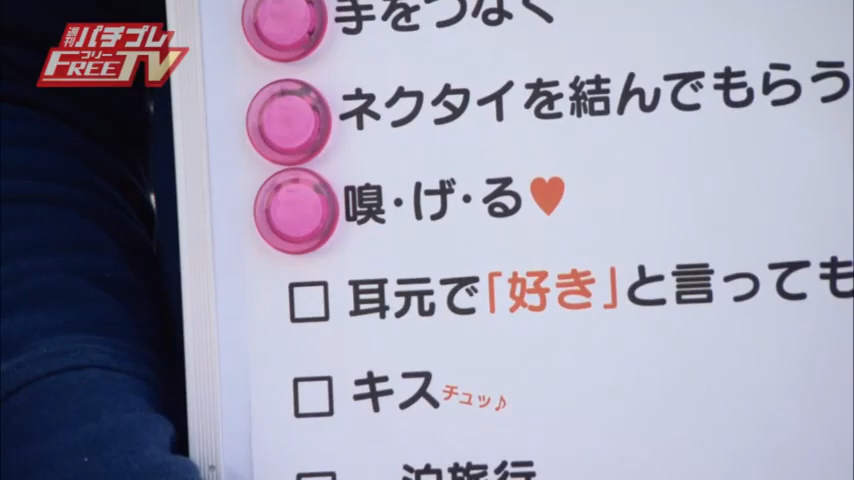 週刊パチプレ
フリー
FREE TV
手をつなぐ
ネクタイを結んでもらう
嗅・げ・る♥
□ 耳元で「好き」と言っても
□ キス チュッ♪
泊旅行